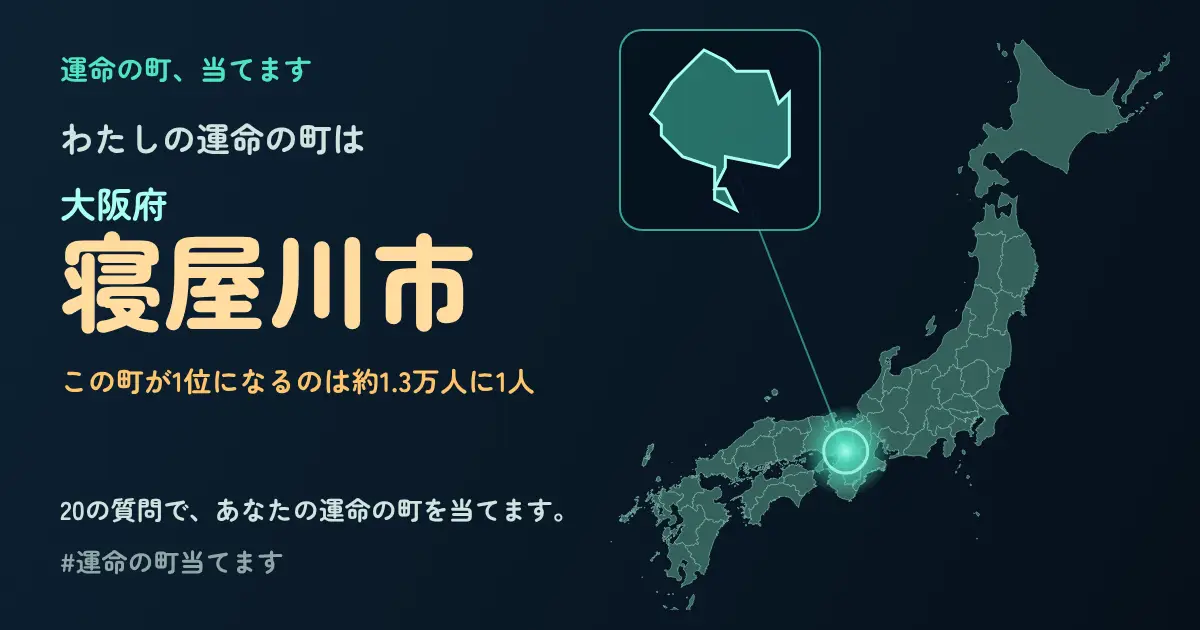 運命の町、当てます
わたしの運命の町は
大阪府
寝屋川市
この町が1位になるのは約1.3万人に1人
20の質問で、あなたの運命の町を当てます。
#運命の町当てます